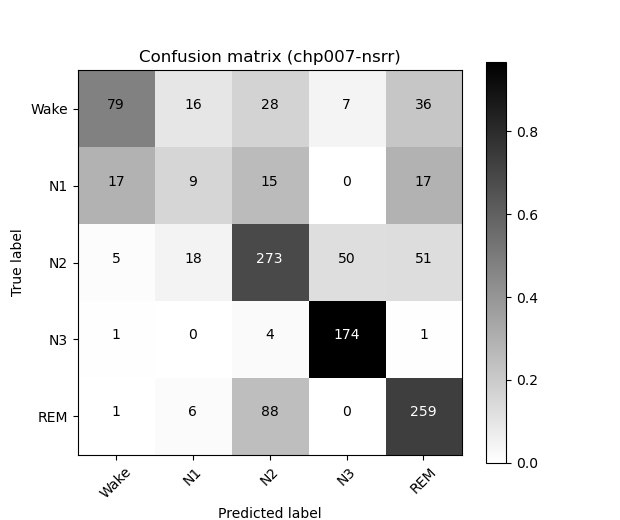 Confusion matrix (chp007-nsrr)
Wake 79 16 28 7 36
N1 17 9 15 0 17
N2 5 18 273 50 51
N3 1 0 4 174 1
REM 1 6 88 0 259
Wake N1 N2 N3 REM
Predicted label
True label
0.8
0.6
0.4
0.2
0.0